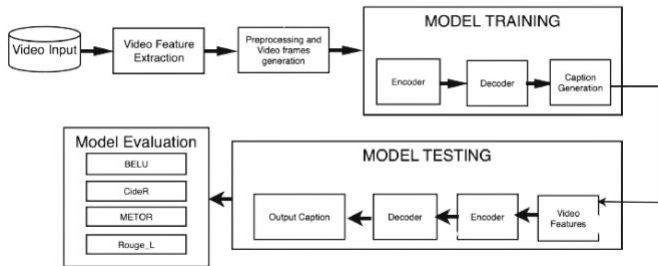 Video Input
Video Feature
Extraction
Preprocessing and
Video frames
generation
MODEL TRAINING
Encoder
Decoder
Caption
Generation
Model Evaluation
BELU
CideR
METOR
Rouge_L
MODEL TESTING
Output Caption
Decoder
Encoder
Video
Features